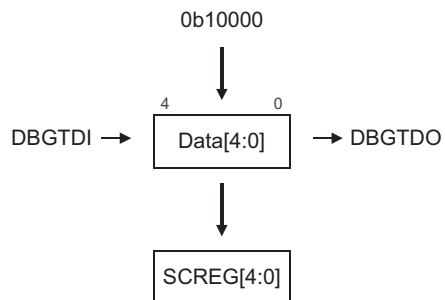 0b10000
4 0
DBGTDI Data[4:0] DBGTDO
SCREG[4:0]